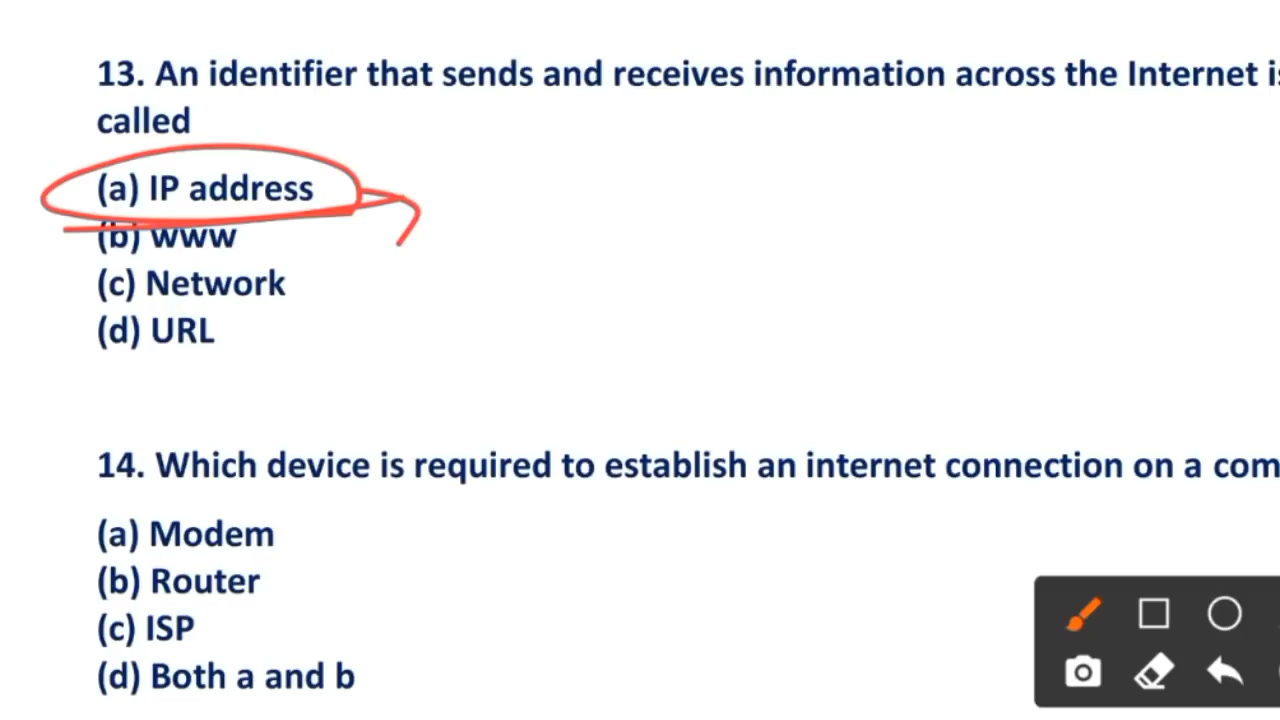 13. An identifier that sends and receives information across the Internet is
called
(a) IP address
(b) www
(c) Network
(d) URL
14. Which device is required to establish an internet connection on a com
(a) Modem
(b) Router
(c) ISP
(d) Both a and b